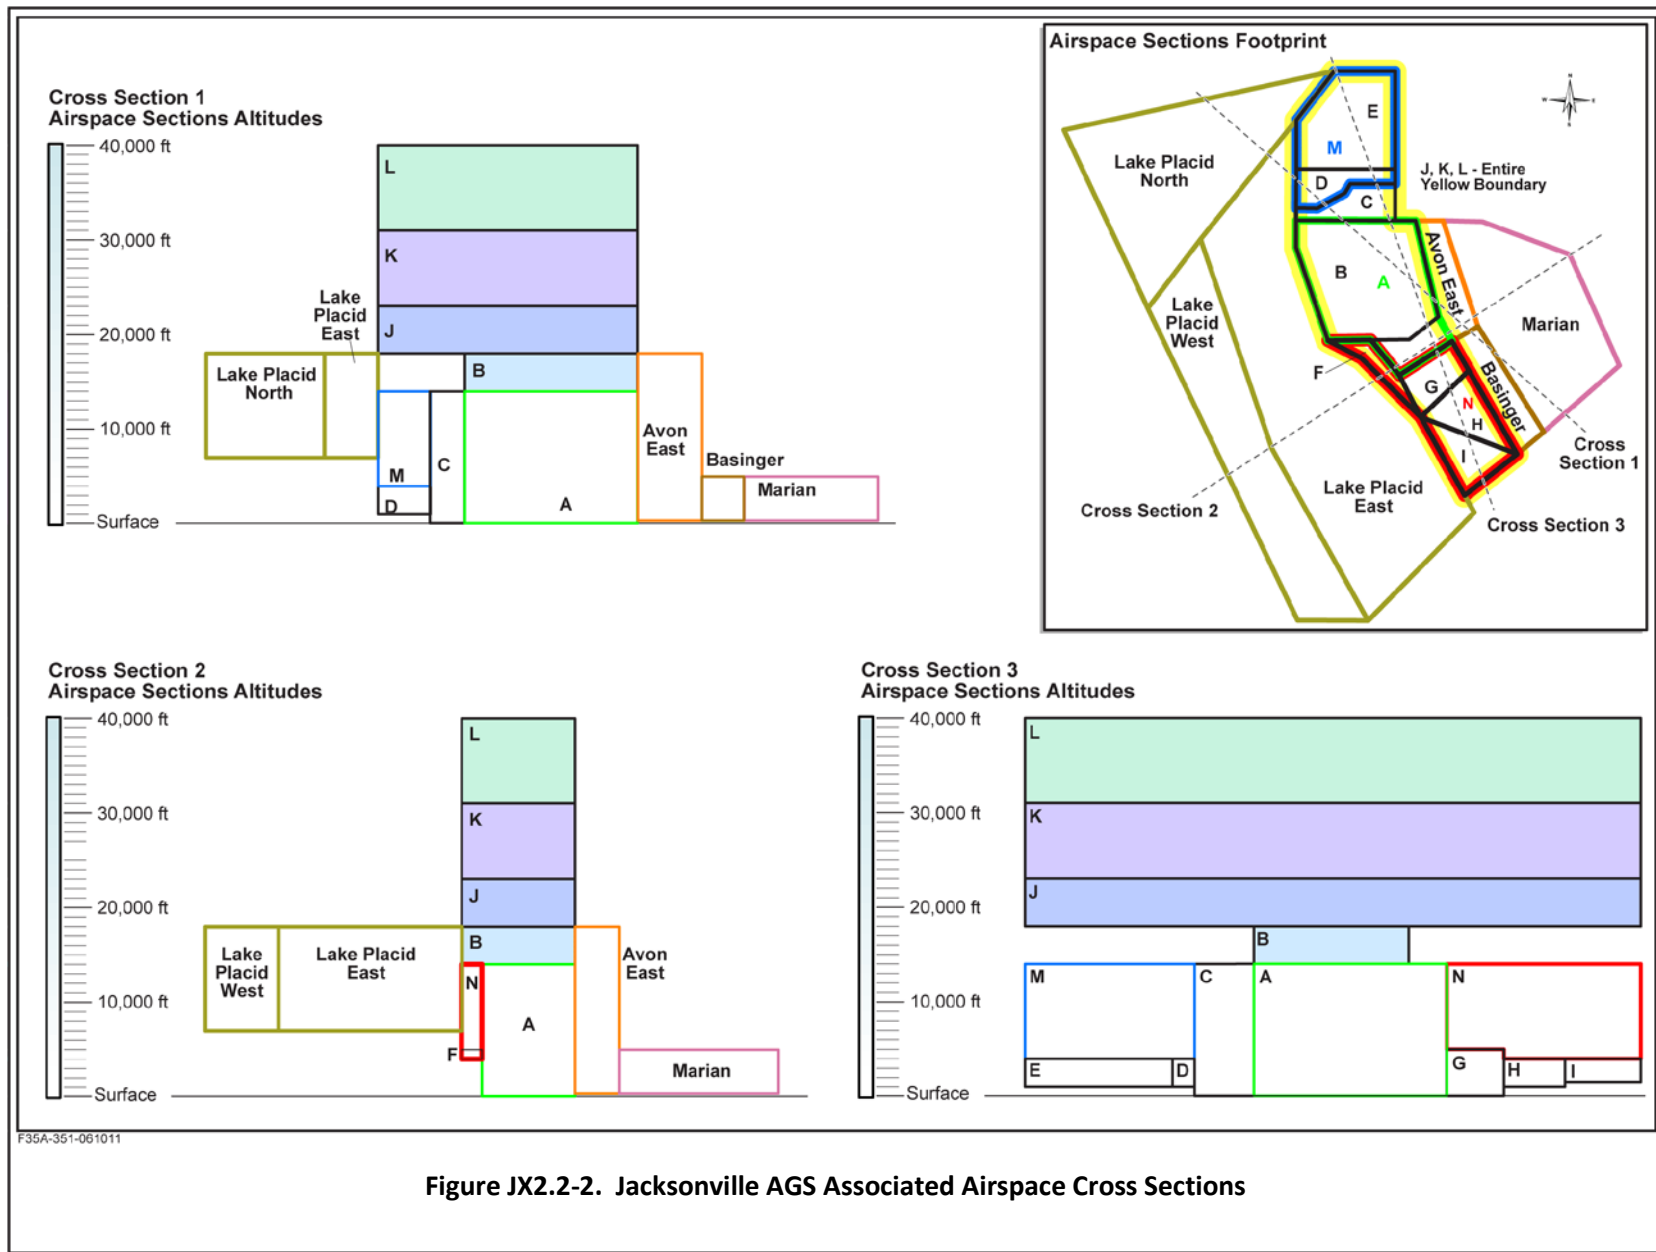 Cross Section 1
Airspace Sections Altitudes
40,000 ft
30,000 ft
20,000 ft
10,000 ft
Surface
L
K
J
B
Lake
Placid
East
Lake Placid
North
M
D
C
A
Avon
East
Basinger
Marian
Airspace Sections Footprint
N
W
E
S
E
M
Lake Placid
North
D
C
J, K, L - Entire
Yellow Boundary
B
A
Avon East
Lake
Placid
West
Marian
F
G
N
H
I
Basinger
Cross
Section 1
Lake Placid
East
Cross Section 2
Cross Section 3
Cross Section 2
Airspace Sections Altitudes
40,000 ft
30,000 ft
20,000 ft
10,000 ft
Surface
L
K
J
B
Lake
Placid
West
Lake Placid
East
N
F
A
Avon
East
Marian
Cross Section 3
Airspace Sections Altitudes
40,000 ft
30,000 ft
20,000 ft
10,000 ft
Surface
L
K
J
B
M
C
A
N
E
D
G
H
I
F35A-351-061011
Figure JX2.2-2. Jacksonville AGS Associated Airspace Cross Sections